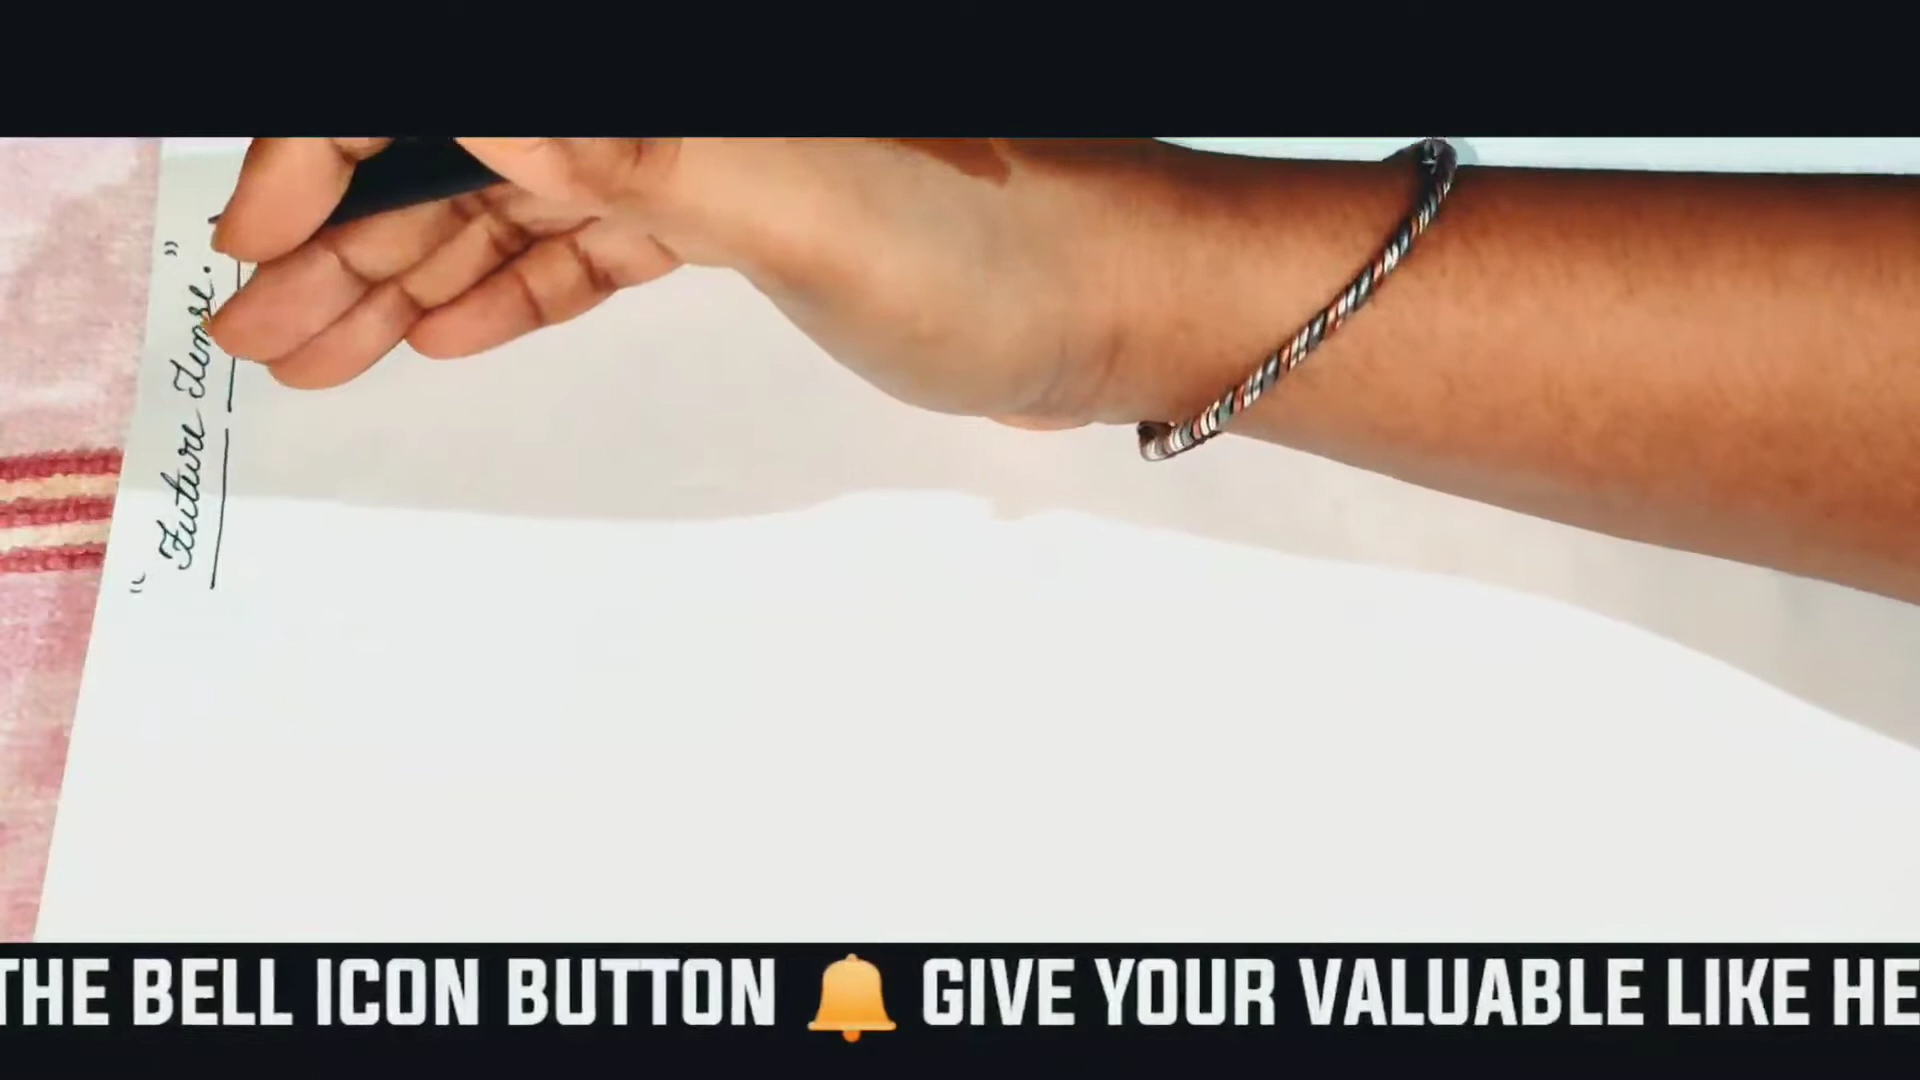 " Future Tense. "
THE BELL ICON BUTTON 🔔 GIVE YOUR VALUABLE LIKE HE